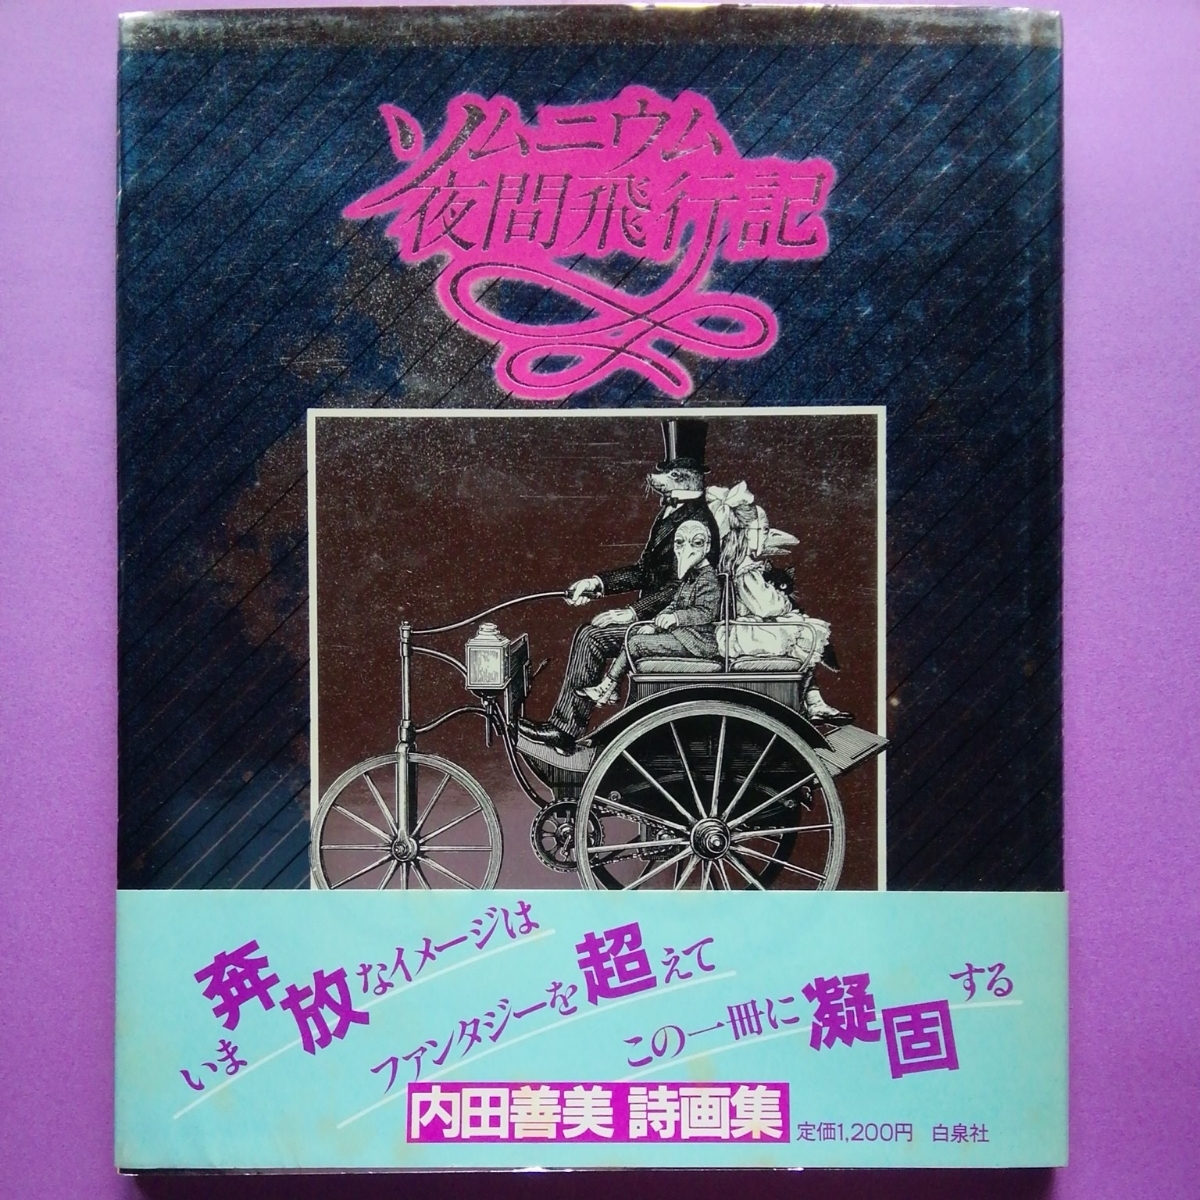 ソムニウム
夜間飛行記
いま奔放なイメージは
ファンタジーを超えて
この一冊に凝固する
内田善美 詩画集
定価1,200円 白泉社